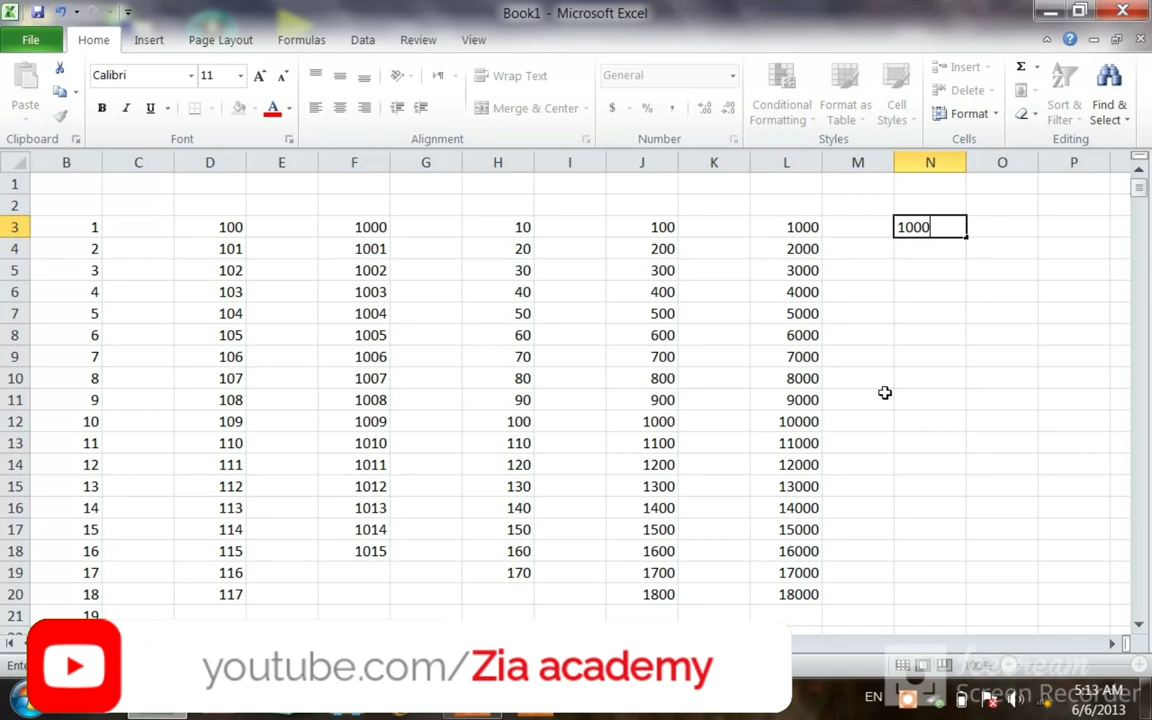 Book1 - Microsoft Excel
File Home Insert Page Layout Formulas Data Review View
Calibri 11 Wrap Text General Insert
Paste B I U Merge & Center $ % , Conditional Formatting Format as Table Cell Styles Delete Format Sort & Filter Find & Select
Clipboard Font Alignment Number Styles Cells Editing
B C D E F G H I J K L M N O P
1
2
3 1 100 1000 10 100 1000 1000
4 2 101 1001 20 200 2000
5 3 102 1002 30 300 3000
6 4 103 1003 40 400 4000
7 5 104 1004 50 500 5000
8 6 105 1005 60 600 6000
9 7 106 1006 70 700 7000
10 8 107 1007 80 800 8000
11 9 108 1008 90 900 9000
12 10 109 1009 100 1000 10000
13 11 110 1010 110 1100 11000
14 12 111 1011 120 1200 12000
15 13 112 1012 130 1300 13000
16 14 113 1013 140 1400 14000
17 15 114 1014 150 1500 15000
18 16 115 1015 160 1600 16000
19 17 116 170 1700 17000
20 18 117 1800 18000
21 19
youtube.com/Zia academy
100%
Icecream
Screen Recorder
EN 5:13 AM
6/6/2013